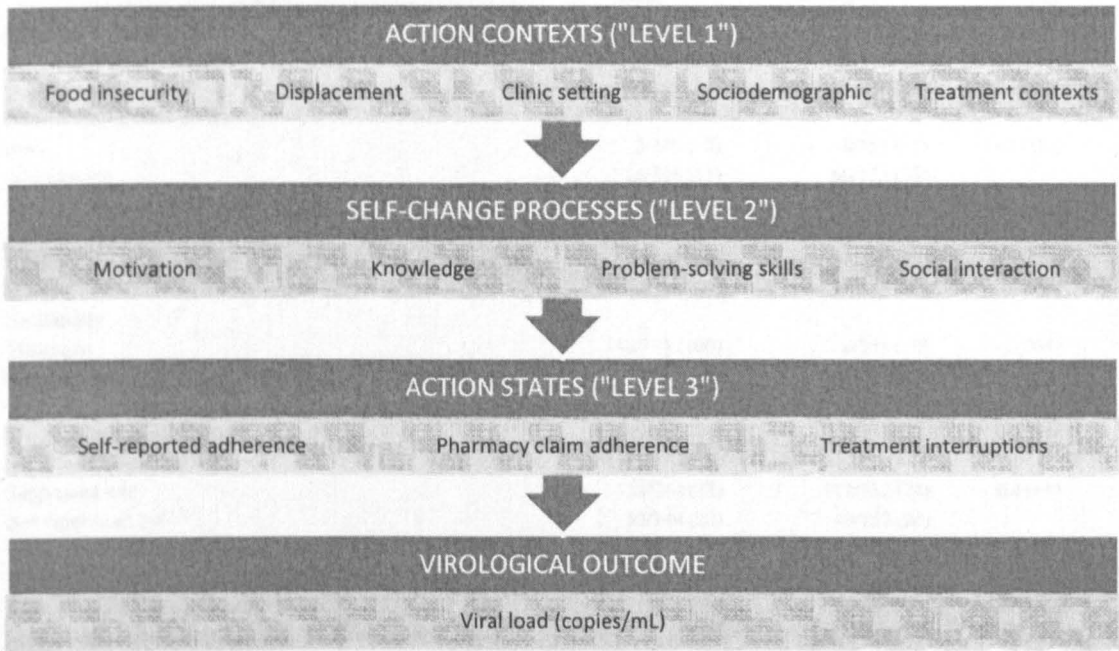 ACTION CONTEXTS ("LEVEL 1")
Food insecurity Displacement Clinic setting Sociodemographic Treatment contexts
SELF-CHANGE PROCESSES ("LEVEL 2")
Motivation Knowledge Problem-solving skills Social interaction
ACTION STATES ("LEVEL 3")
Self-reported adherence Pharmacy claim adherence Treatment interruptions
VIROLOGICAL OUTCOME
Viral load (copies/mL)